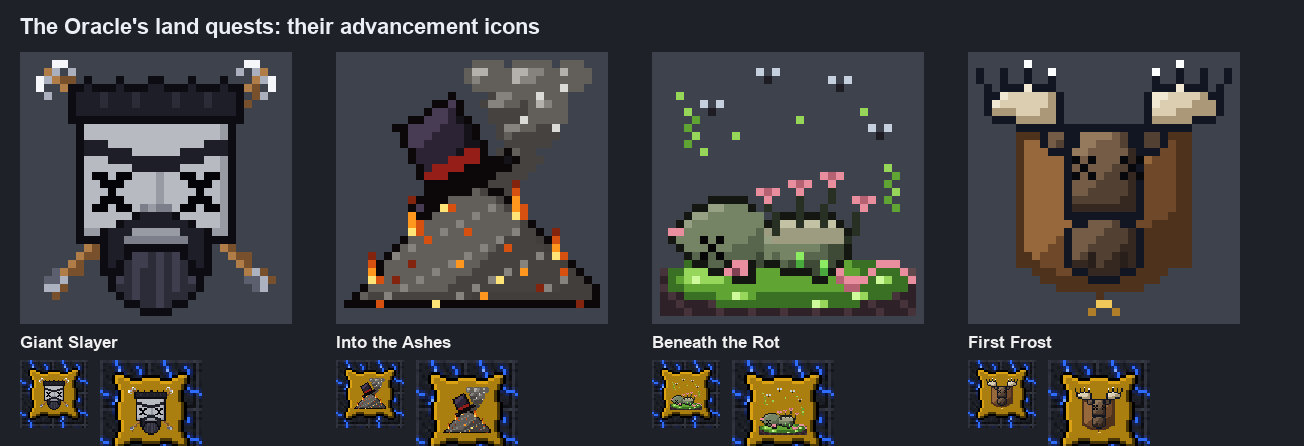 The Oracle's land quests: their advancement icons
Giant Slayer
Into the Ashes
Beneath the Rot
First Frost